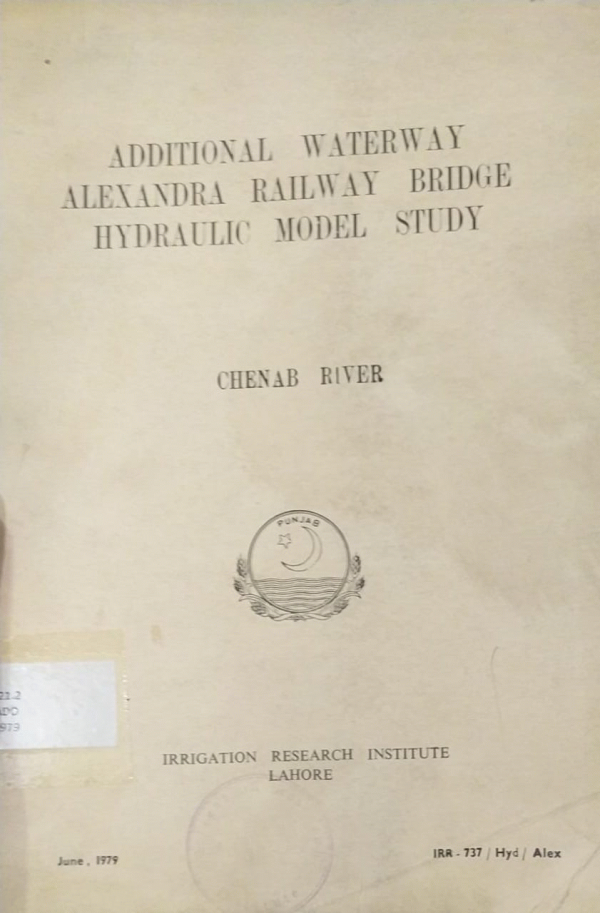 ADDITIONAL WATERWAY
ALEXANDRA RAILWAY BRIDGE
HYDRAULIC MODEL STUDY
CHENAB RIVER
PUNJAB
IRRIGATION RESEARCH INSTITUTE
LAHORE
June, 1979
IRR - 737 / Hyd / Alex